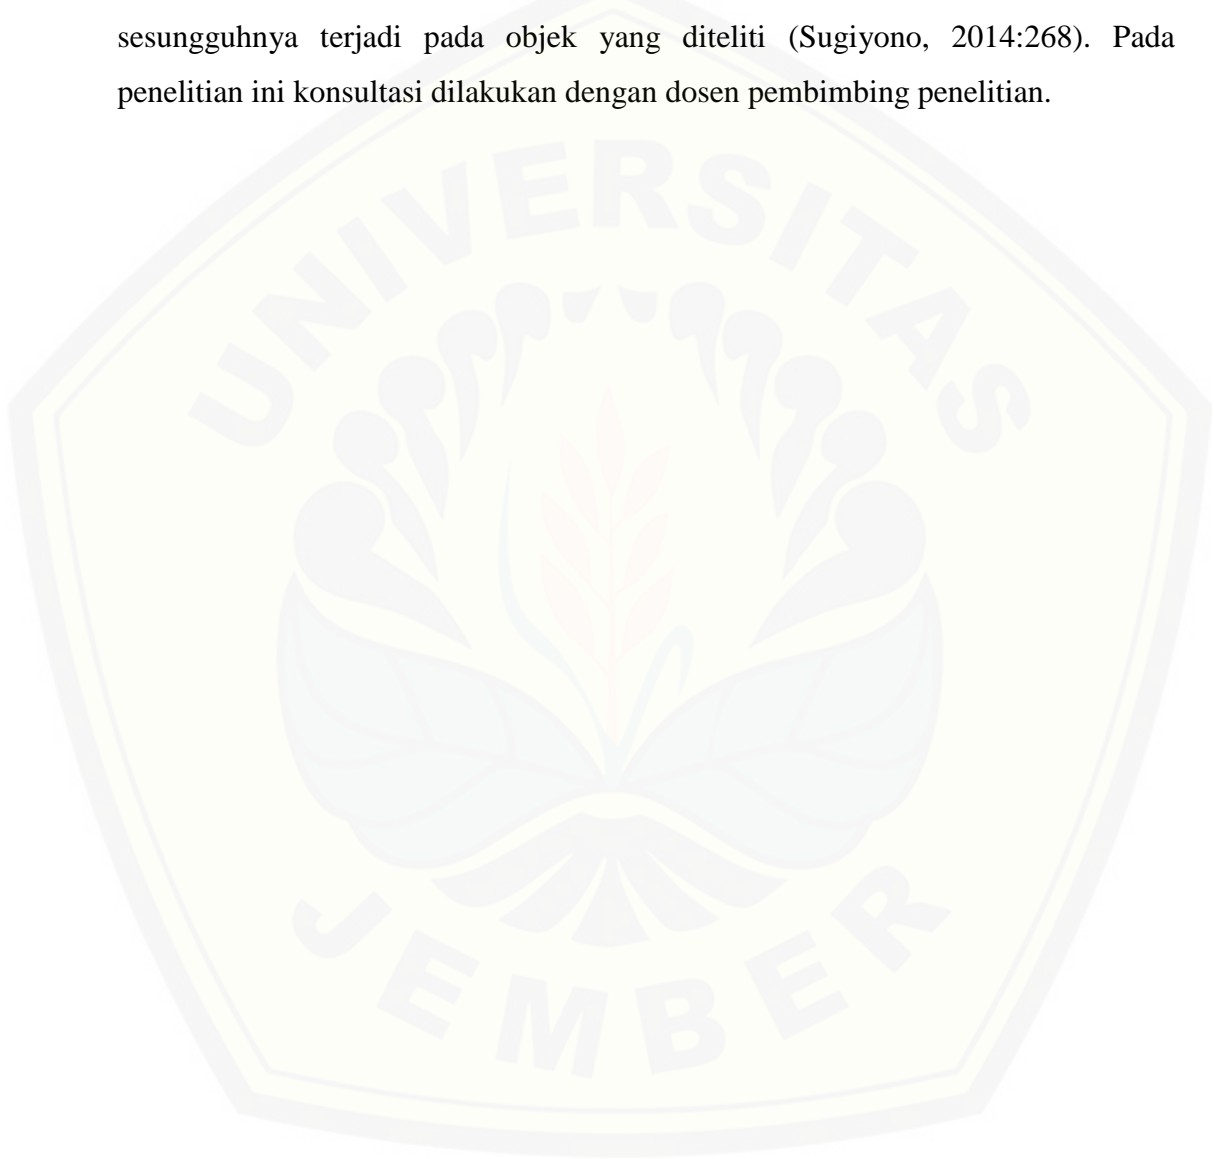 sesungguhnya terjadi pada objek yang diteliti (Sugiyono, 2014:268). Pada
penelitian ini konsultasi dilakukan dengan dosen pembimbing penelitian.
UNIVERSITAS
JEMBER